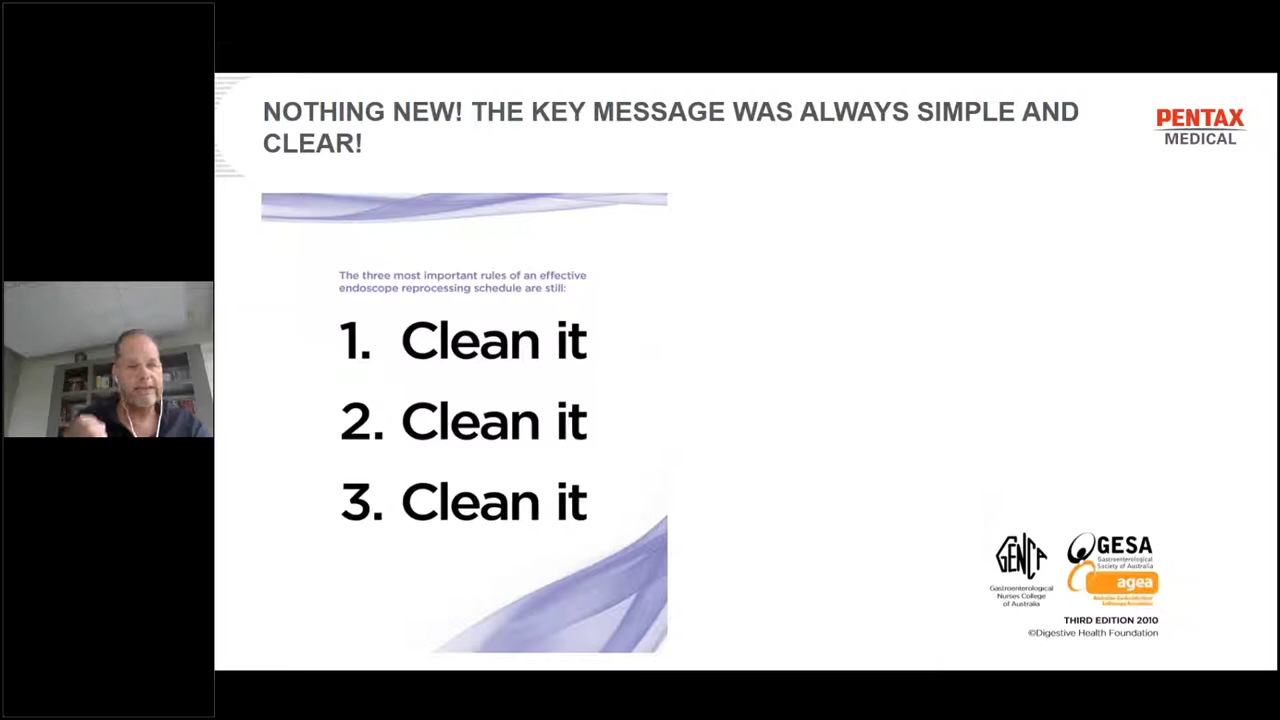 NOTHING NEW! THE KEY MESSAGE WAS ALWAYS SIMPLE AND
CLEAR!
PENTAX
MEDICAL
The three most important rules of an effective
endoscope reprocessing schedule are still:
1. Clean it
2. Clean it
3. Clean it
GENCA
Gastroenterological
Nurses College
of Australia
GESA
Gastroenterological
Society of Australia
agea
THIRD EDITION 2010
©Digestive Health Foundation